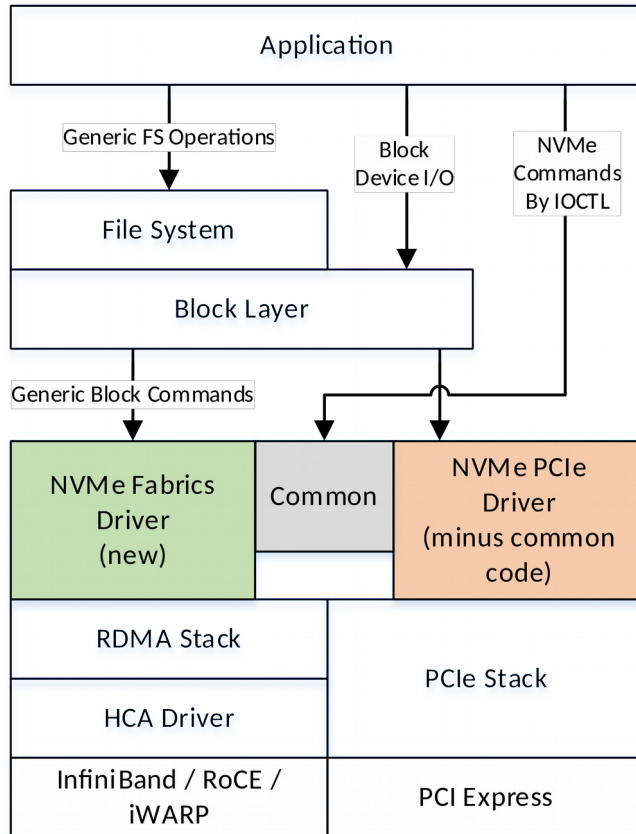 Application
Generic FS Operations
Block
Device I/O
NVMe
Commands
By IOCTL
File System
Block Layer
Generic Block Commands
NVMe Fabrics
Driver
(new)
Common
NVMe PCIe
Driver
(minus common
code)
RDMA Stack
PCIe Stack
HCA Driver
InfiniBand / RoCE /
iWARP
PCI Express